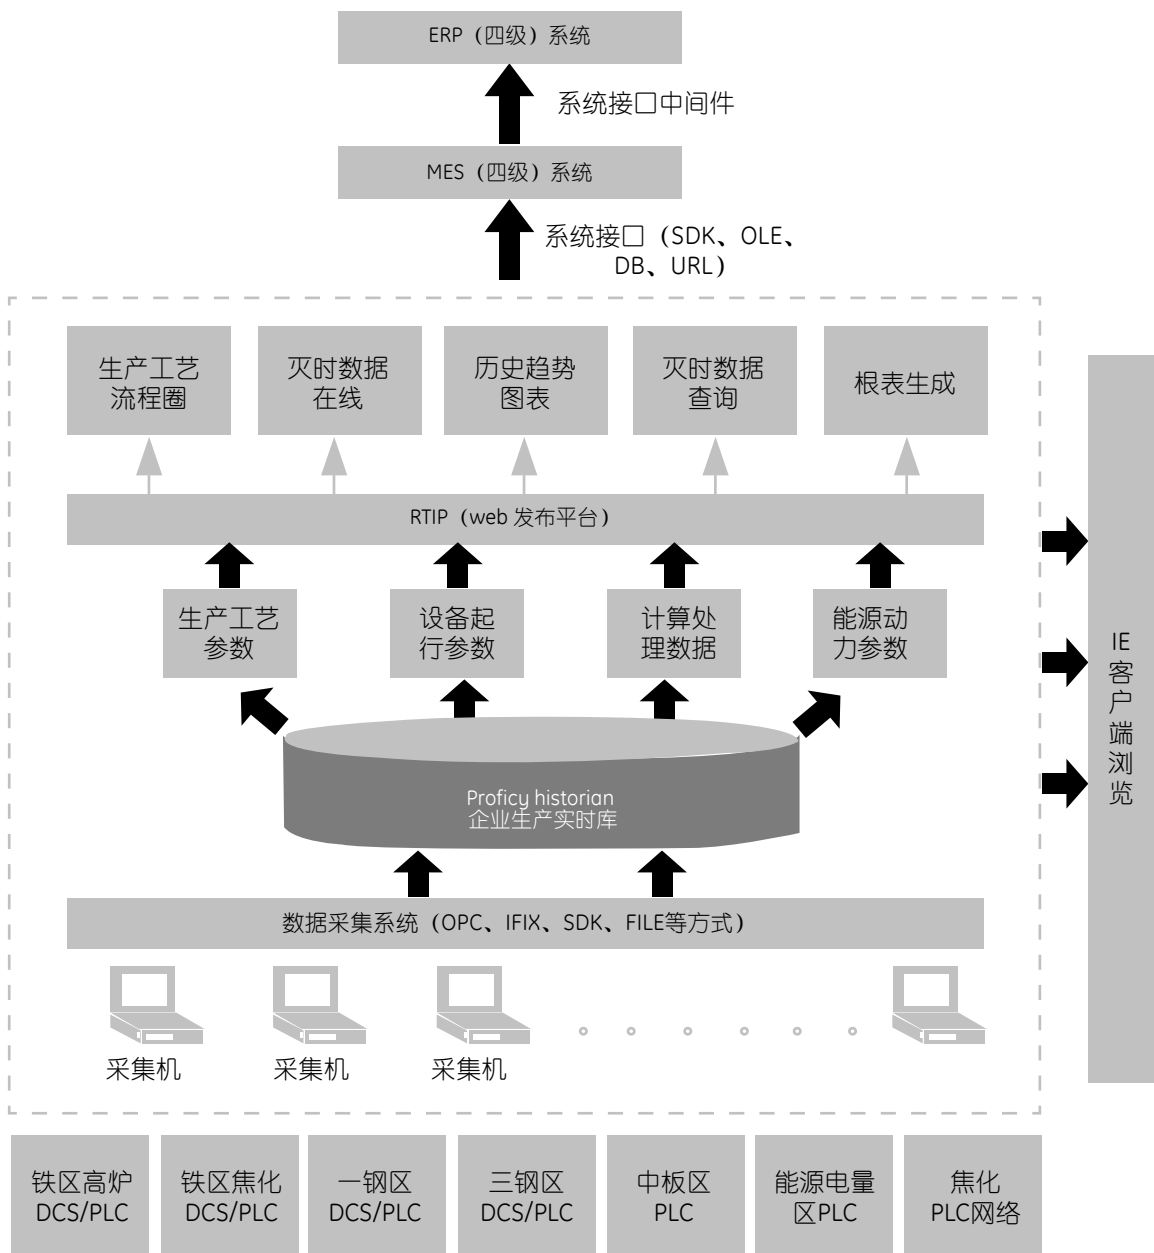 ERP（四级）系统
系统接口中间件
MES（四级）系统
系统接口（SDK、OLE、
DB、URL）
生产工艺
流程圈
灭时数据
在线
历史趋势
图表
灭时数据
查询
根表生成
RTIP（web 发布平台）
生产工艺
参数
设备起
行参数
计算处
理数据
能源动
力参数
IE
客
户
端
浏
览
Proficy historian
企业生产实时库
数据采集系统（OPC、IFIX、SDK、FILE等方式）
采集机
采集机
采集机
铁区高炉
DCS/PLC
铁区焦化
DCS/PLC
一钢区
DCS/PLC
三钢区
DCS/PLC
中板区
PLC
能源电量
区PLC
焦化
PLC网络